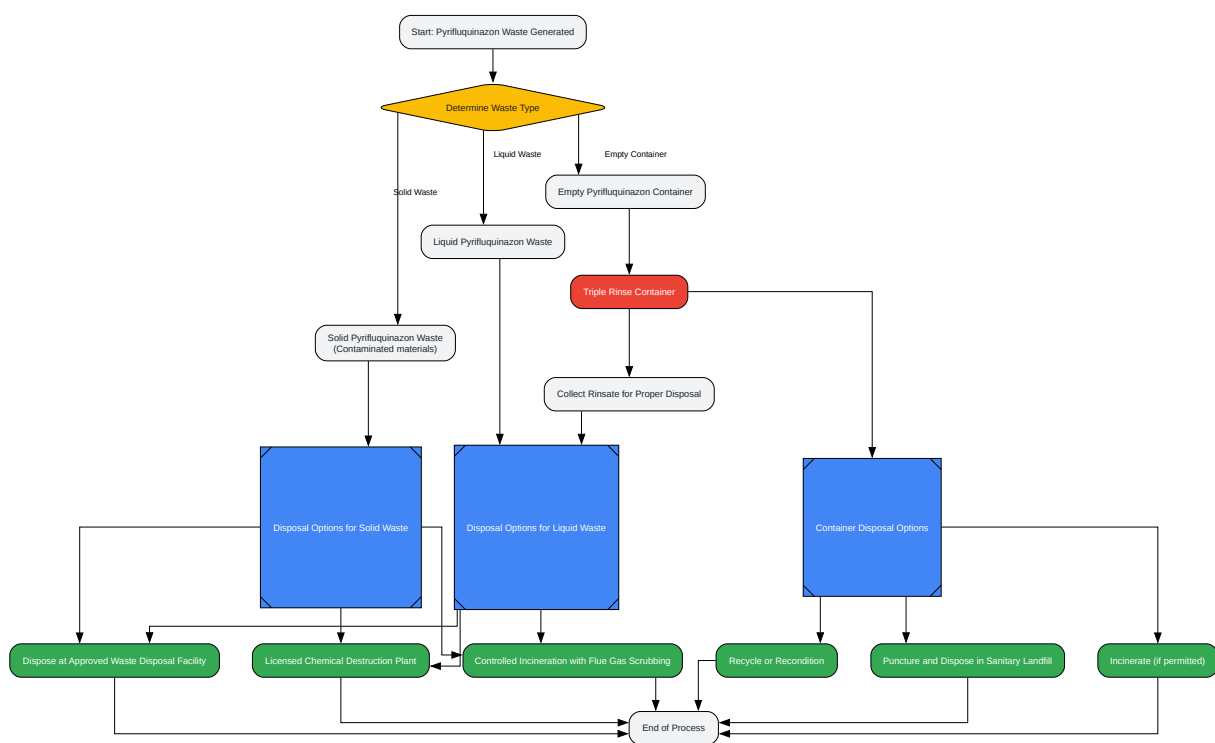 Start: Pyrifluquinazon Waste Generated
Determine Waste Type
Liquid Waste
Empty Container
Solid Waste
Empty Pyrifluquinazon Container
Liquid Pyrifluquinazon Waste
Triple Rinse Container
Solid Pyrifluquinazon Waste
(Contaminated materials)
Collect Rinsate for Proper Disposal
Disposal Options for Solid Waste
Disposal Options for Liquid Waste
Container Disposal Options
Dispose at Approved Waste Disposal Facility
Licensed Chemical Destruction Plant
Controlled Incineration with Flue Gas Scrubbing
Recycle or Recondition
Puncture and Dispose in Sanitary Landfill
Incinerate (if permitted)
End of Process